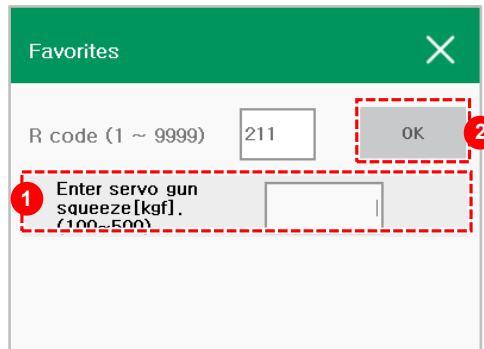 Favorites
R code (1 ~ 9999) 211 OK 2
1 Enter servo gun
squeeze[kgf].
(100~500)